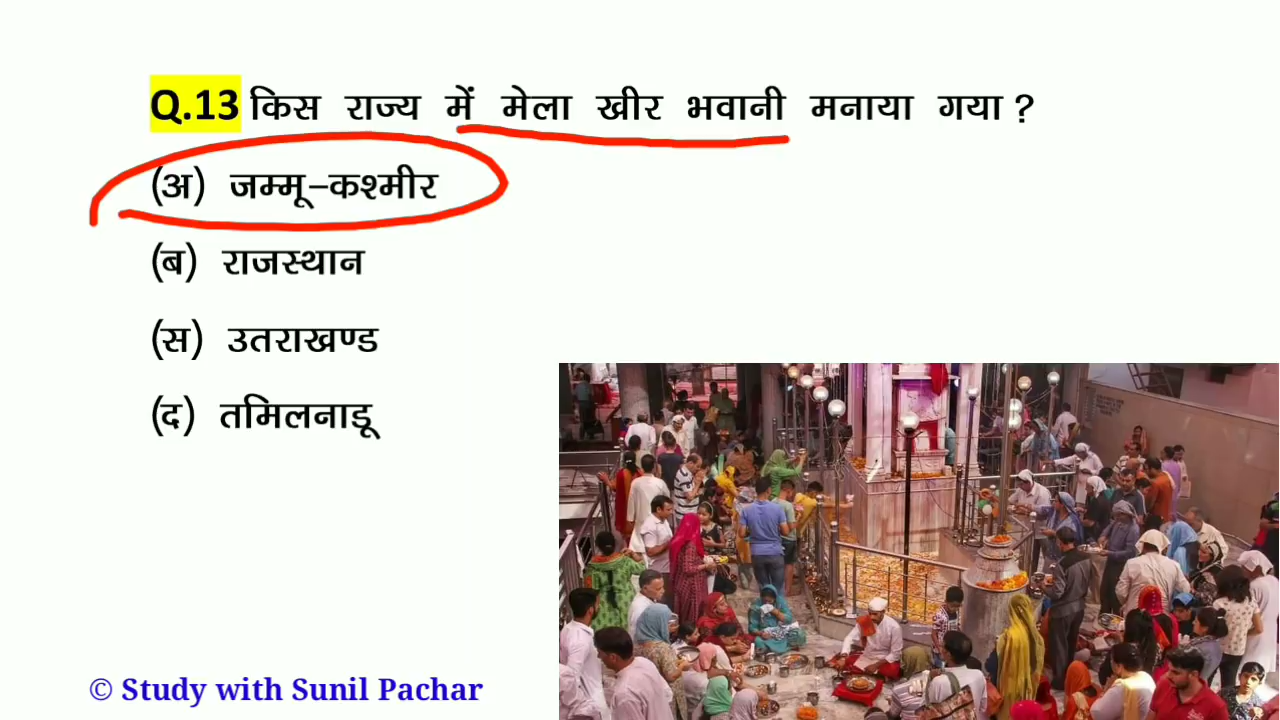 Q.13 किस राज्य में मेला खीर भवानी मनाया गया ?
(अ) जम्मू-कश्मीर
(ब) राजस्थान
(स) उतराखण्ड
(द) तमिलनाडू
© Study with Sunil Pachar